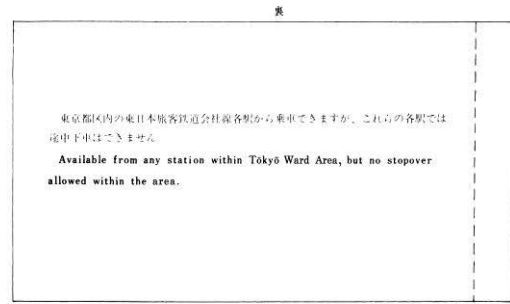 裏
東京都区内の東日本旅客鉄道会社線各駅から乗車できますが、これらの各駅では
途中下車はできません
Available from any station within Tōkyō Ward Area, but no stopover
allowed within the area.